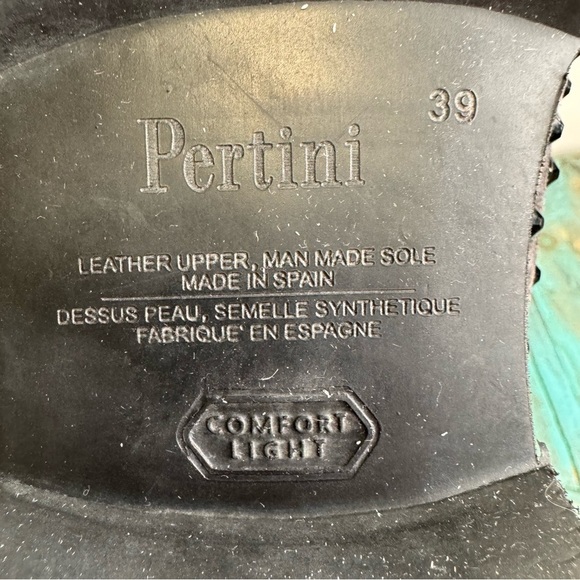 39
Pertini
LEATHER UPPER, MAN MADE SOLE
MADE IN SPAIN
DESSUS PEAU, SEMELLE SYNTHETIQUE
FABRIQUE' EN ESPAGNE
COMFORT
LIGHT